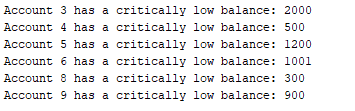 Account 3 has a critically low balance: 2000
Account 4 has a critically low balance: 500
Account 5 has a critically low balance: 1200
Account 6 has a critically low balance: 1001
Account 8 has a critically low balance: 300
Account 9 has a critically low balance: 900